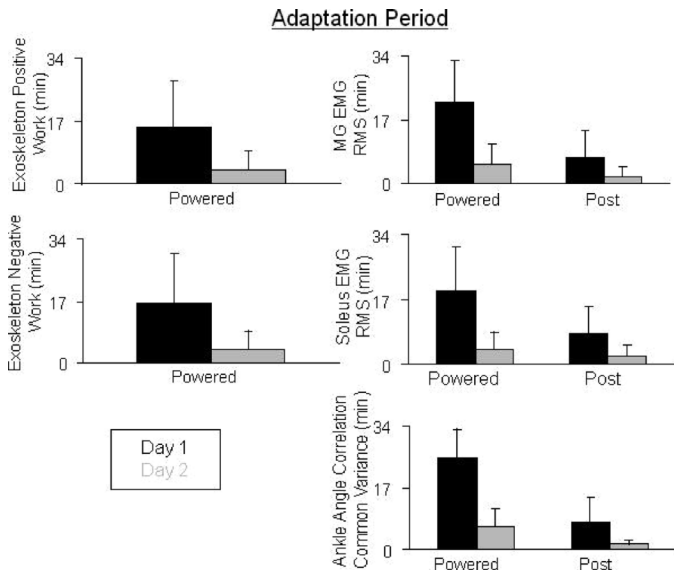 Adaptation Period
Exoskeleton Positive
Work (min)
34
17
0
Powered
MG EMG
RMS (min)
34
17
0
Powered Post
Exoskeleton Negative
Work (min)
34
17
0
Powered
Soleus EMG
RMS (min)
34
17
0
Powered Post
Day 1
Day 2
Ankle Angle Correlation
Common Variance (min)
34
17
0
Powered Post